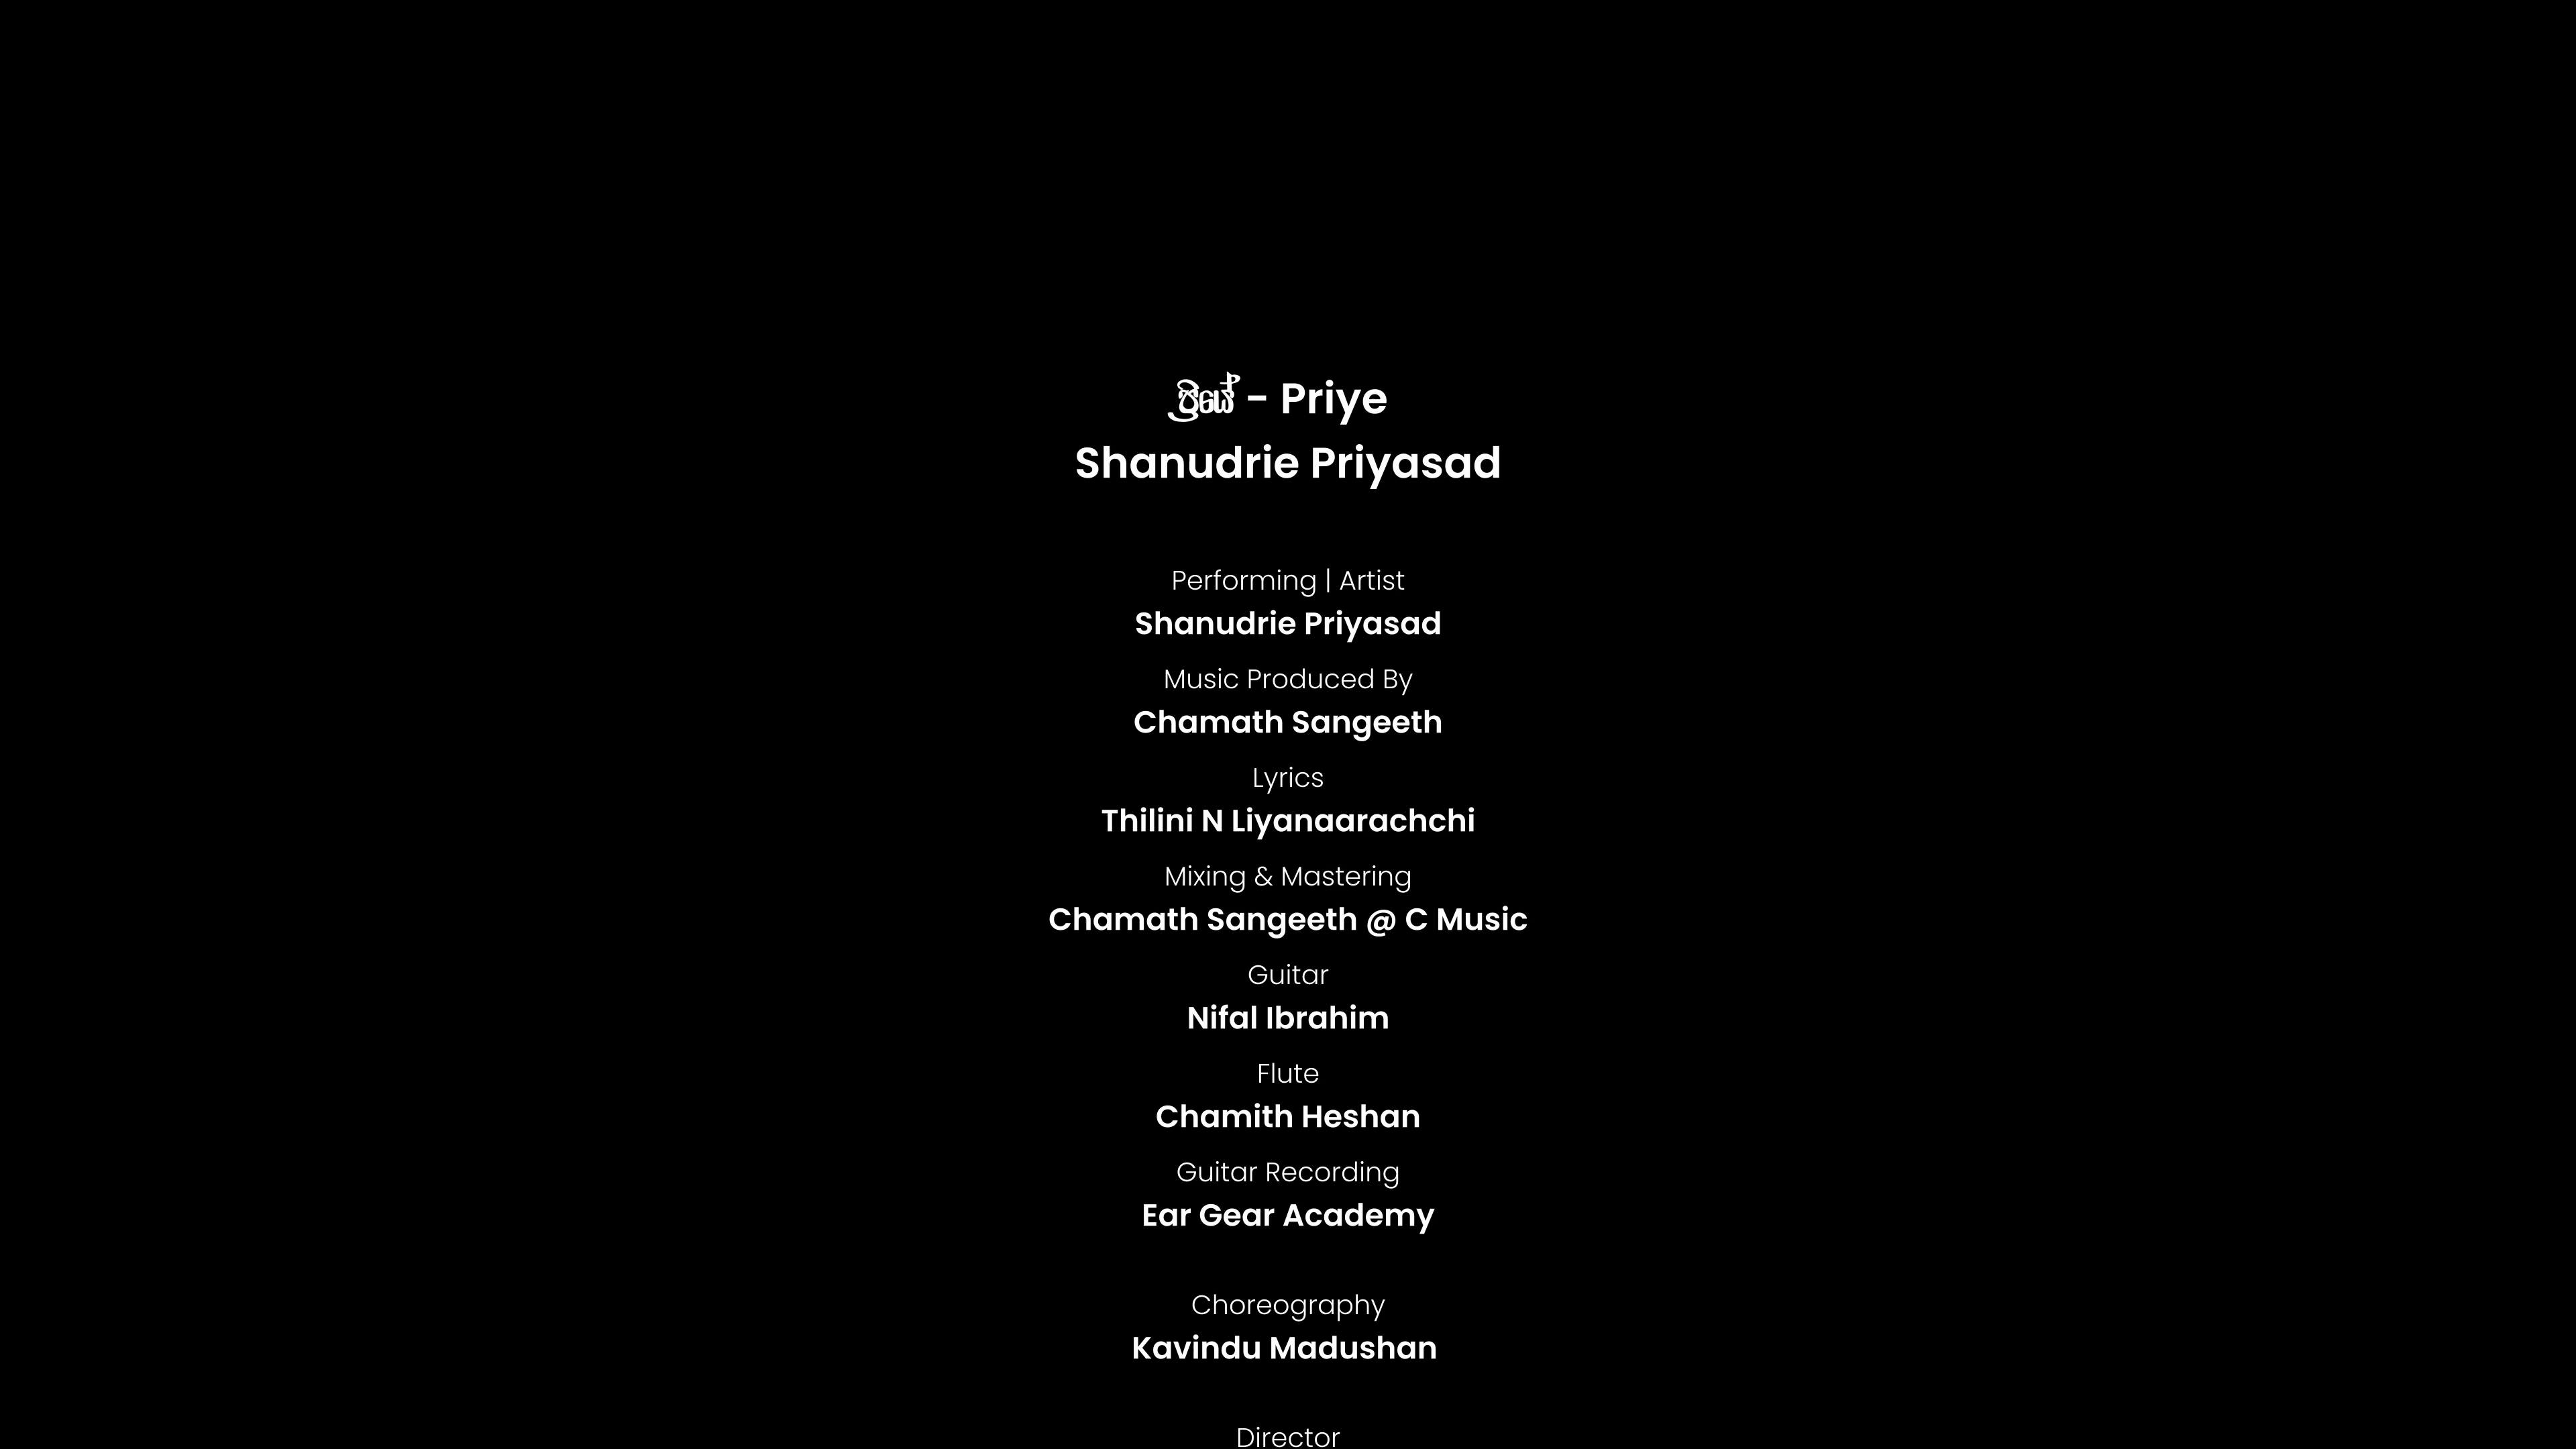 ප්‍රියේ - Priye
Shanudrie Priyasad
Performing | Artist
Shanudrie Priyasad
Music Produced By
Chamath Sangeeth
Lyrics
Thilini N Liyanaarachchi
Mixing & Mastering
Chamath Sangeeth @ C Music
Guitar
Nifal Ibrahim
Flute
Chamith Heshan
Guitar Recording
Ear Gear Academy
Choreography
Kavindu Madushan
Director